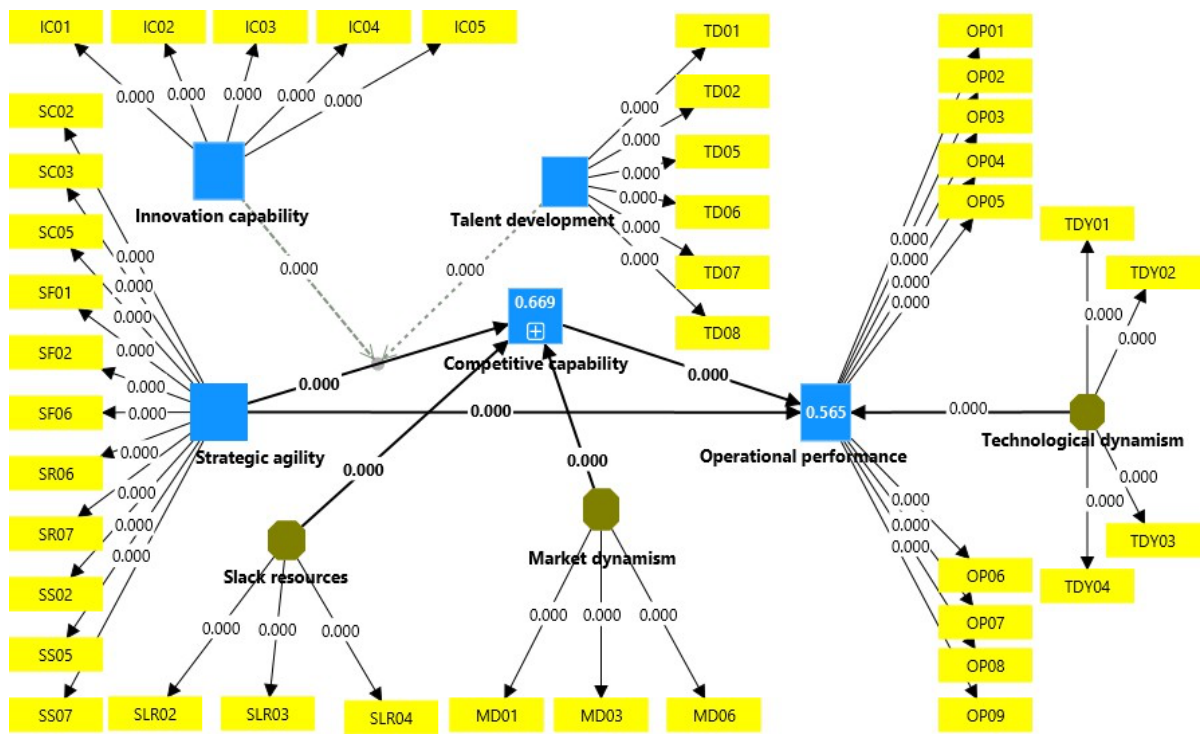 IC01 IC02 IC03 IC04 IC05
0.000 0.000 0.000 0.000 0.000
Innovation capability
TD01
TD02
TD05
TD06
TD07
TD08
0.000
0.000
0.000
0.000
0.000
0.000
Talent development
0.000
0.000
SC02
SC03
SC05
SF01
SF02
SF06
SR06
SR07
SS02
SS05
SS07
0.000
0.000
0.000
0.000
0.000
0.000
0.000
0.000
0.000
0.000
0.000
Strategic agility
0.000
0.000
0.669
Competitive capability
0.000
OP01
OP02
OP03
OP04
OP05
0.000
0.000
0.000
0.000
0.000
0.565
Operational performance
0.000
0.000
0.000
0.000
OP06
OP07
OP08
OP09
TDY01
TDY02
0.000
0.000
0.000
Technological dynamism
0.000
0.000
TDY03
TDY04
0.000
Slack resources
0.000 0.000 0.000
SLR02 SLR03 SLR04
0.000
Market dynamism
0.000 0.000 0.000
MD01 MD03 MD06